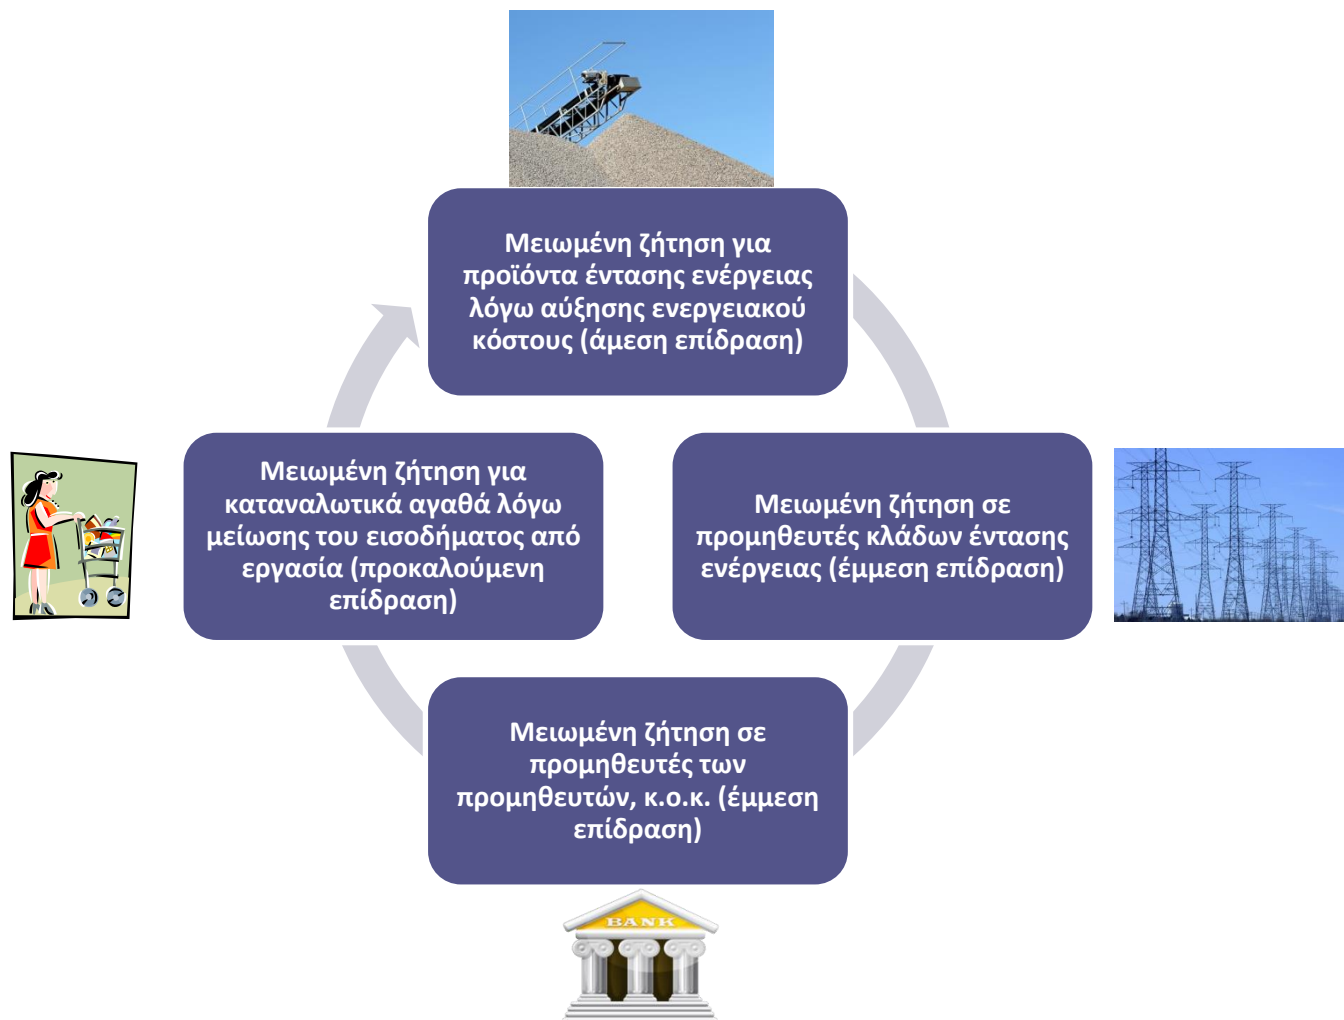 Μειωμένη ζήτηση για
προϊόντα έντασης ενέργειας
λόγω αύξησης ενεργειακού
κόστους (άμεση επίδραση)
Μειωμένη ζήτηση για
καταναλωτικά αγαθά λόγω
μείωσης του εισοδήματος από
εργασία (προκαλούμενη
επίδραση)
Μειωμένη ζήτηση σε
προμηθευτές κλάδων έντασης
ενέργειας (έμμεση επίδραση)
Μειωμένη ζήτηση σε
προμηθευτές των
προμηθευτών, κ.ο.κ. (έμμεση
επίδραση)
BANK